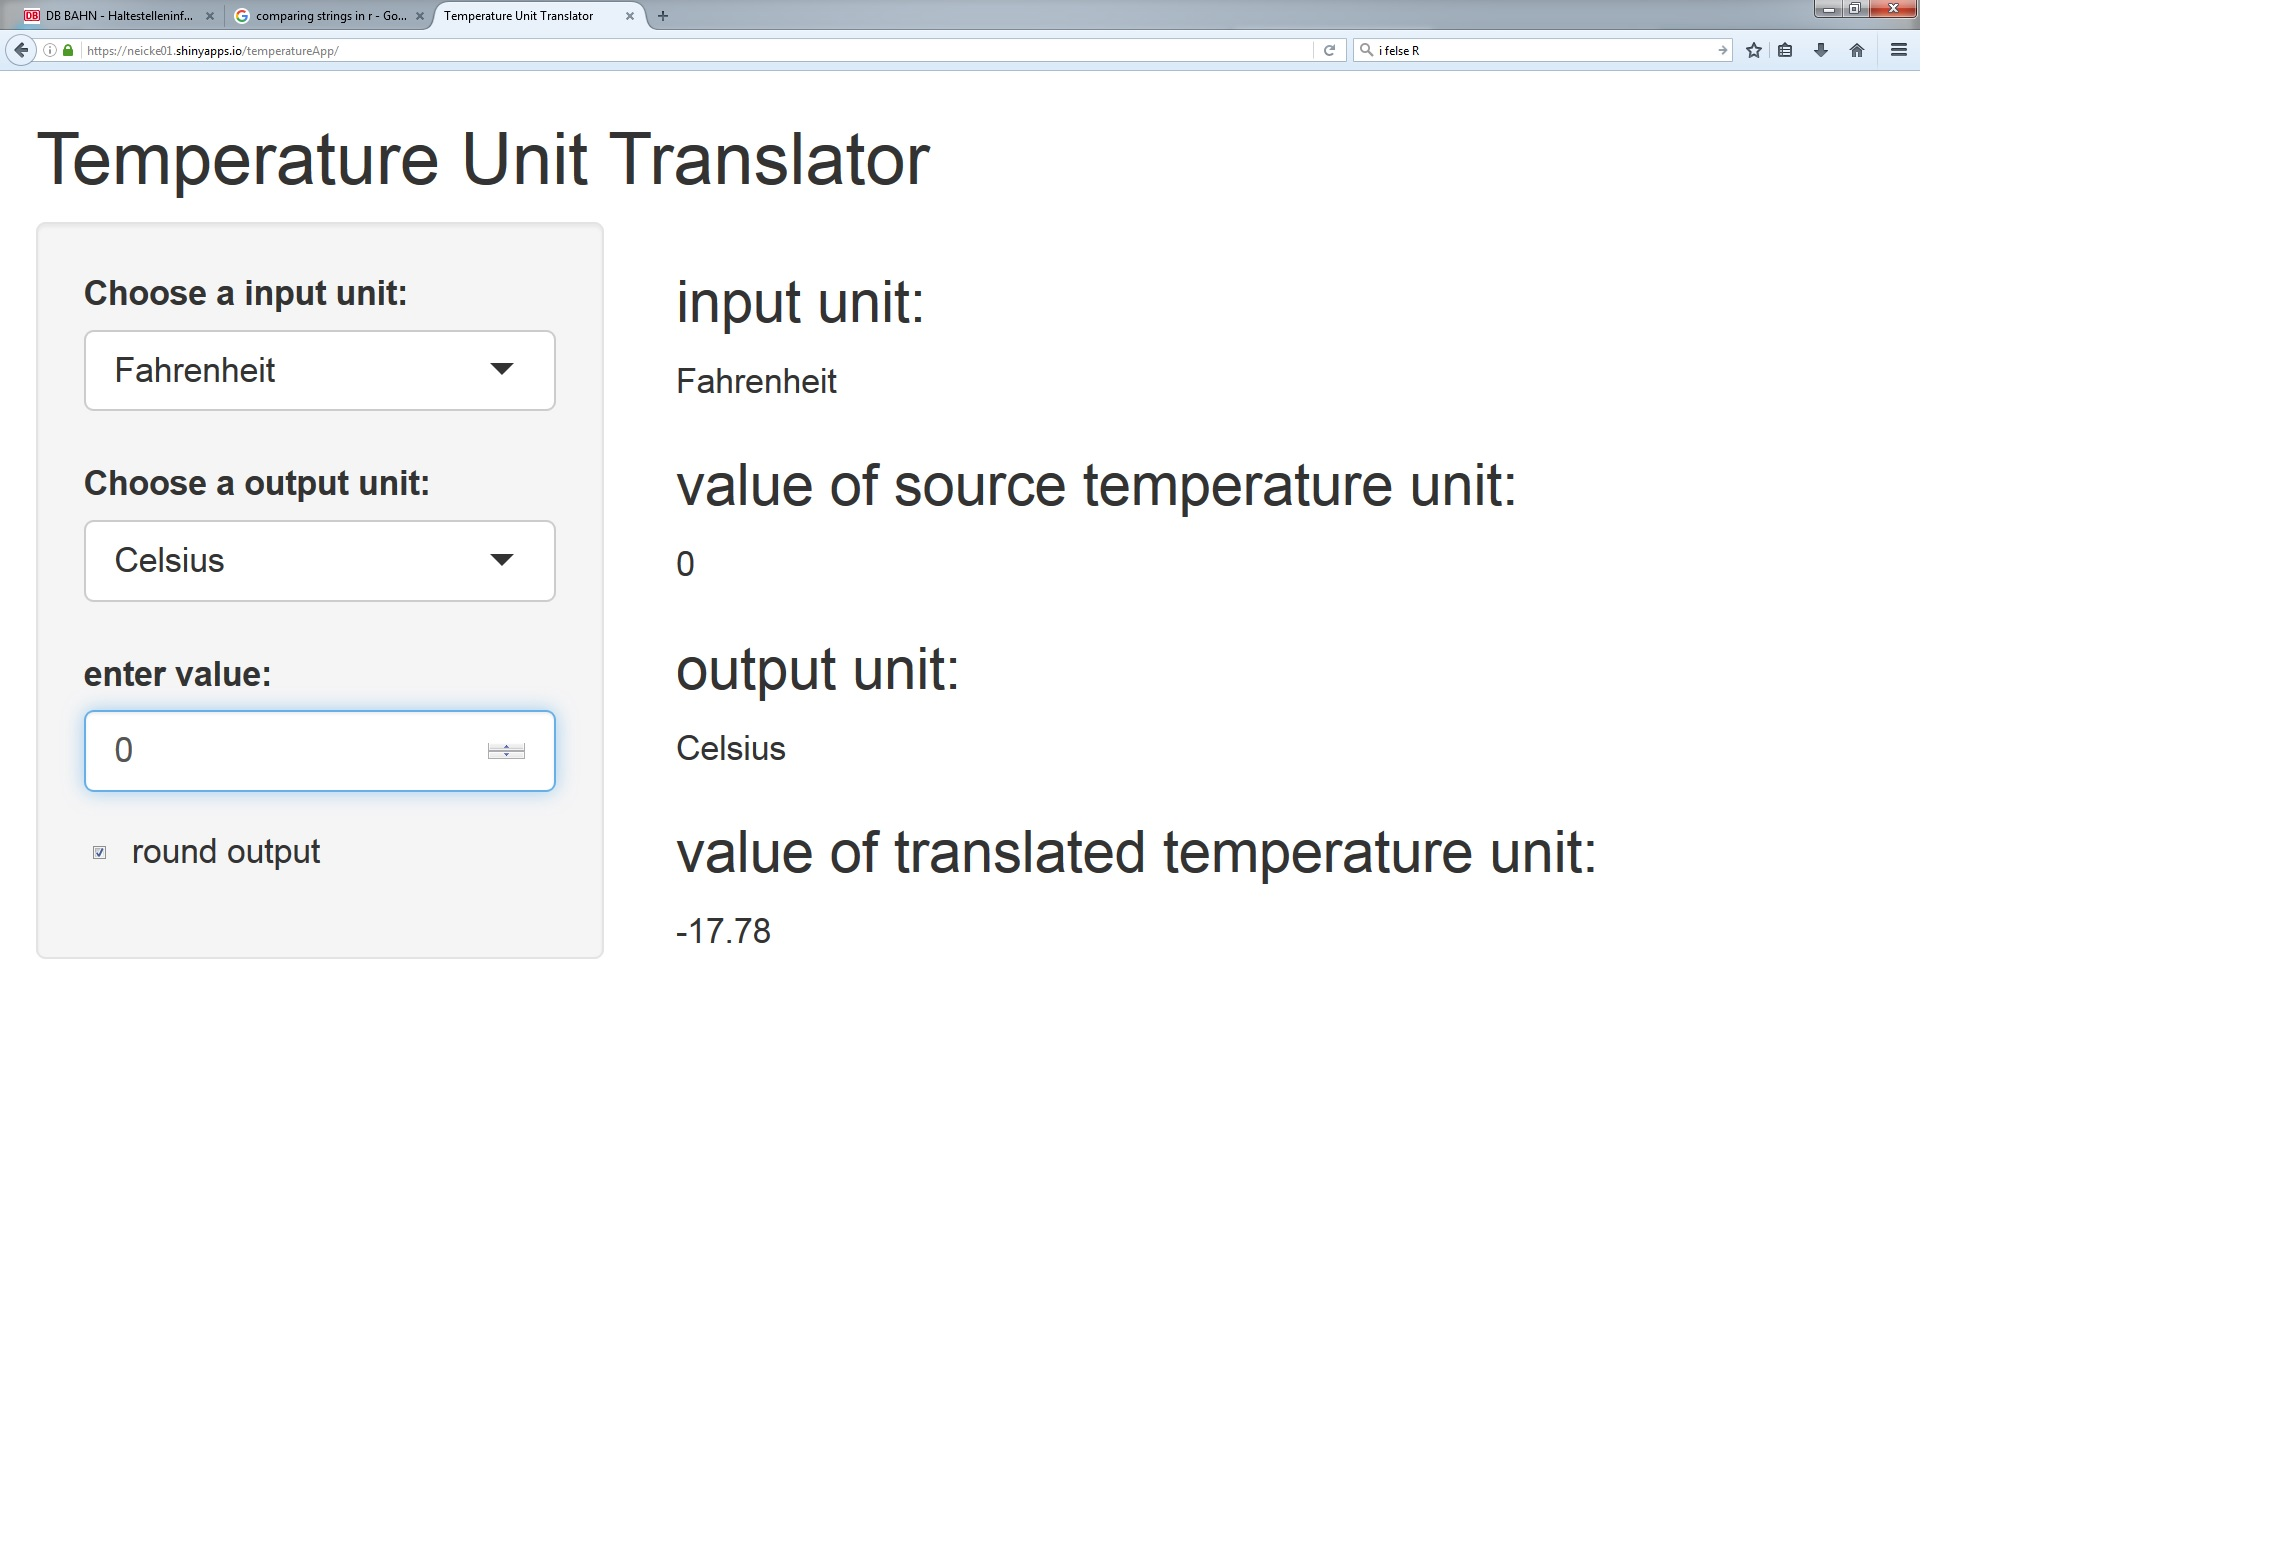 DB BAHN - Haltestelleninf...
comparing strings in r - Go...
Temperature Unit Translator
https://neicke01.shinyapps.io/temperatureApp/
i felse R
Temperature Unit Translator
Choose a input unit:
Fahrenheit
Choose a output unit:
Celsius
enter value:
0
round output
input unit:
Fahrenheit
value of source temperature unit:
0
output unit:
Celsius
value of translated temperature unit:
-17.78